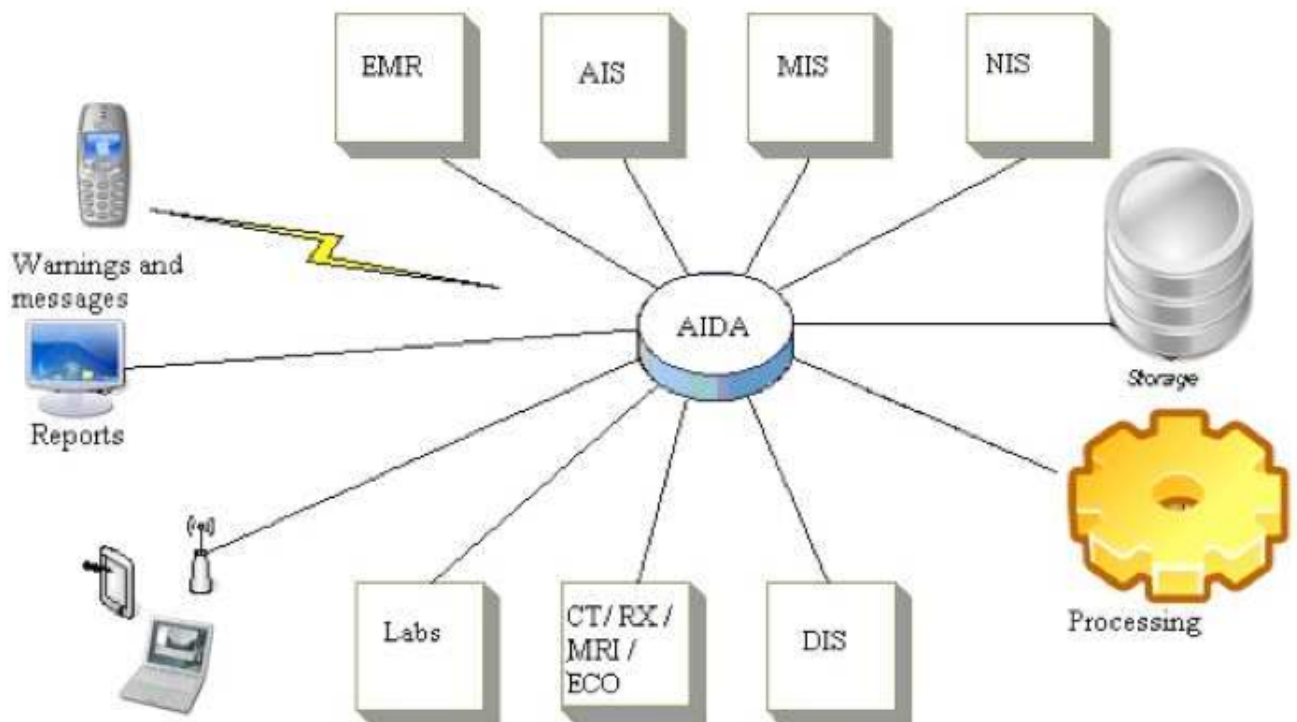 EMR
AIS
MIS
NIS
Warnings and
messages
AIDA
Storage
Reports
Processing
Labs
CT/ RX /
MRI /
ECO
DIS